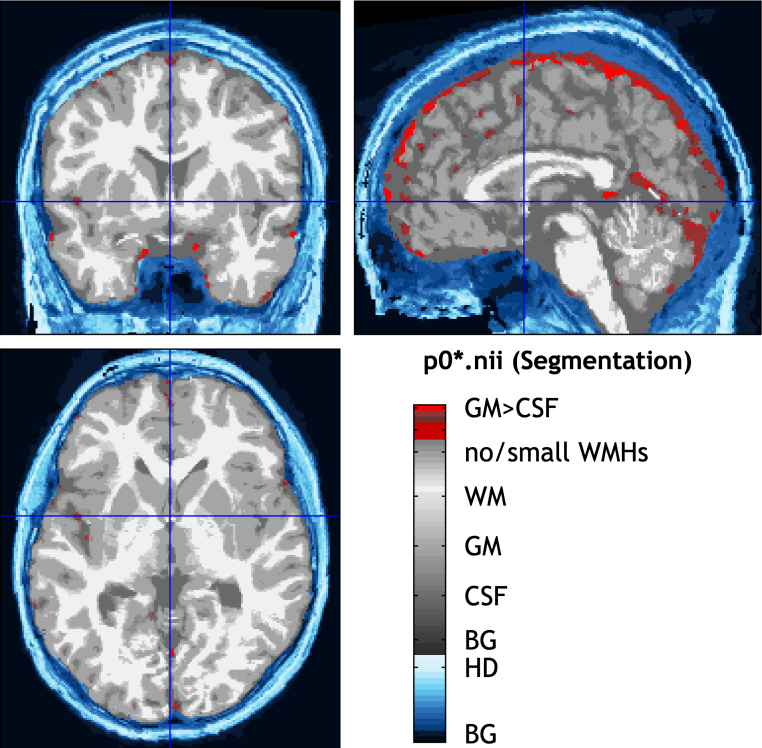 p0*.nii (Segmentation)
GM>CSF
no/small WMHs
WM
GM
CSF
BG
HD
BG